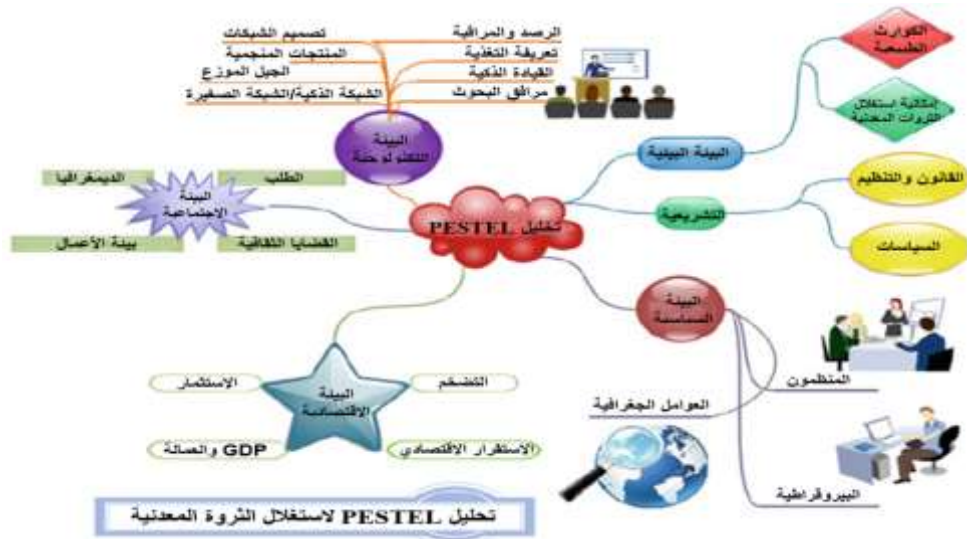 الرصد والمراقبة
تصميم الشبكات
تعريفة التغذية
المنتجات المنجمية
القيادة الذكية
الجيل الموزع
مرافق البحوث
الشبكة الذكية/الشبكة الصغيرة
البيئة
التكنولوجية
الكوارث
الطبيعية
إمكانية استغلال
الثروات المعدنية
البيئة البيئية
القانون والتنظيم
التشريعية
السياسات
الطلب
الديمغرافيا
البيئة
الاجتماعية
القضايا الثقافية
بيئة الأعمال
تحليل PESTEL
البيئة
السياسية
المنظمون
العوامل الجغرافية
البيروقراطية
التضخم
الاستثمار
البيئة
الاقتصادية
الاستقرار الاقتصادي
GDP والعمالة
تحليل PESTEL لاستغلال الثروة المعدنية